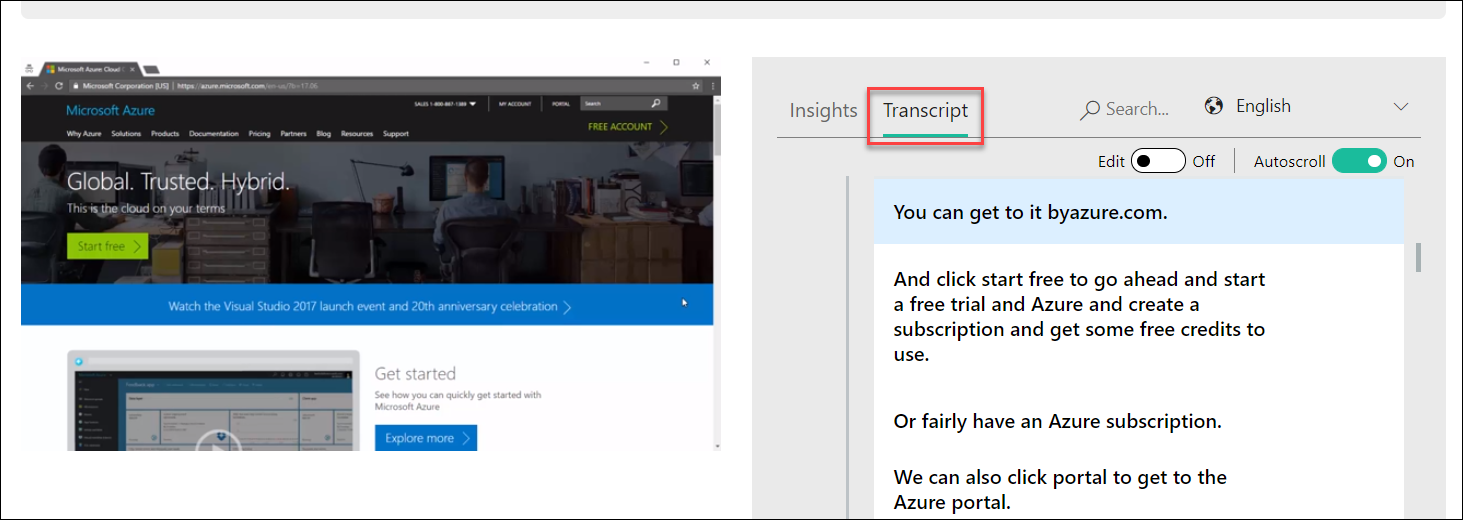 Microsoft Azure Cloud
Microsoft Corporation [US] | https://azure.microsoft.com/en-us/?b=17.06
Microsoft Azure
SALES 1-800-867-1389 MY ACCOUNT PORTAL Search
Why Azure Solutions Products Documentation Pricing Partners Blog Resources Support
FREE ACCOUNT
Global. Trusted. Hybrid.
This is the cloud on your terms
Start free
Watch the Visual Studio 2017 launch event and 20th anniversary celebration
Get started
See how you can quickly get started with
Microsoft Azure
Explore more
Insights Transcript Search... English
Edit Off Autoscroll On
You can get to it byazure.com.
And click start free to go ahead and start
a free trial and Azure and create a
subscription and get some free credits to
use.
Or fairly have an Azure subscription.
We can also click portal to get to the
Azure portal.